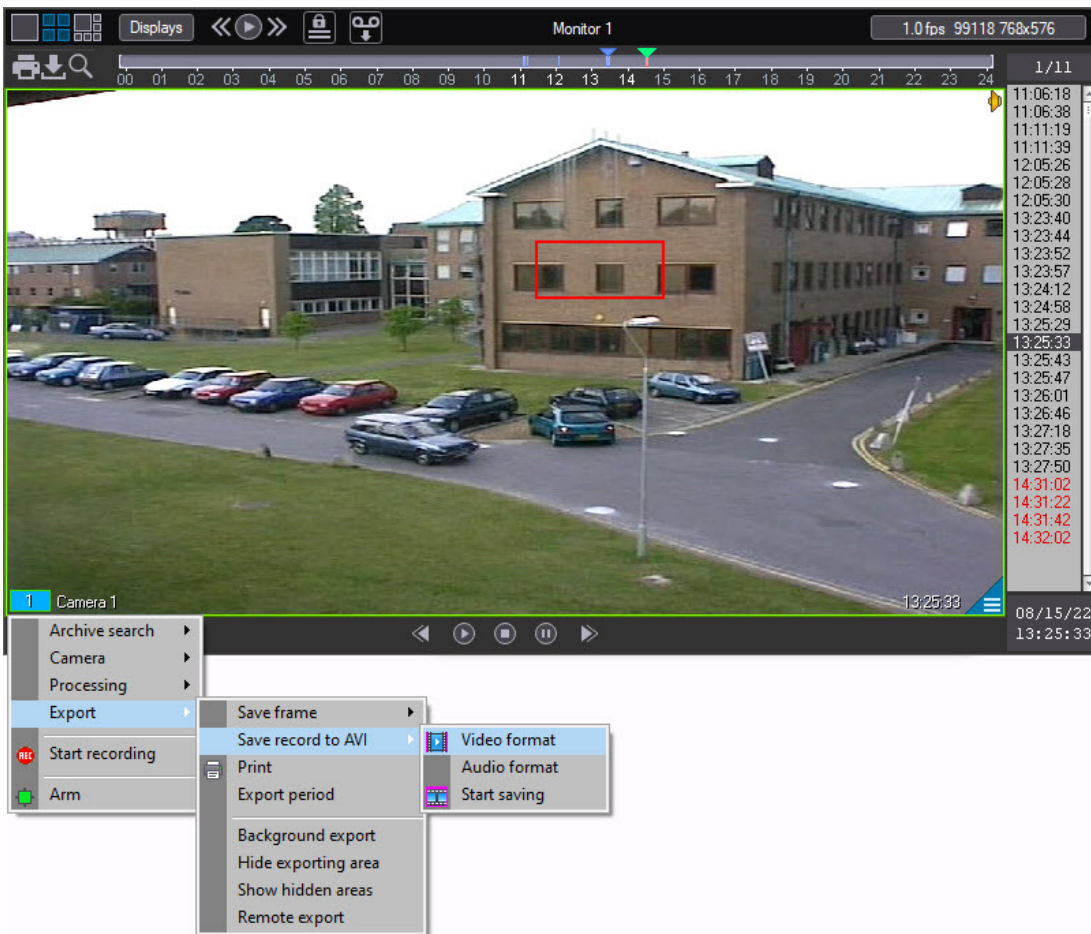 Displays
Monitor 1
1.0 fps 99118 768x576
00 01 02 03 04 05 06 07 08 09 10 11 12 13 14 15 16 17 18 19 20 21 22 23 24
1/11
11:06:18
11:06:38
11:11:19
11:11:39
12:05:26
12:05:28
12:05:30
13:23:40
13:23:44
13:23:52
13:23:57
13:24:12
13:24:58
13:25:29
13:25:33
13:25:43
13:25:47
13:26:01
13:26:46
13:27:18
13:27:35
13:27:50
14:31:02
14:31:22
14:31:42
14:32:02
1 Camera 1
13:25:33
08/15/22
13:25:33
Archive search
Camera
Processing
Export
REC Start recording
Arm
Save frame
Save record to AVI
Print
Export period
Background export
Hide exporting area
Show hidden areas
Remote export
Video format
Audio format
Start saving